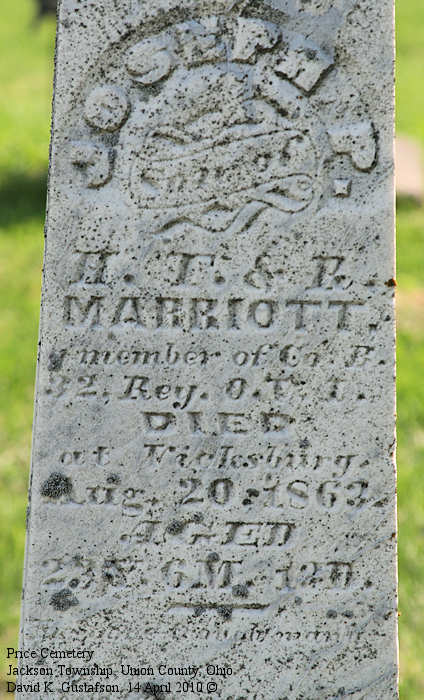 JOSEPH P.
Son of
H. T. & R.
MARRIOTT.
member of Co. B.
32, Reg. O. V. I.
DIED
at Vicksburg.
Aug. 20. 1863.
AGED
6M. 12D.
Price Cemetery
Jackson Township, Union County, Ohio
David K. Gustafson, 14 April 2010 ©